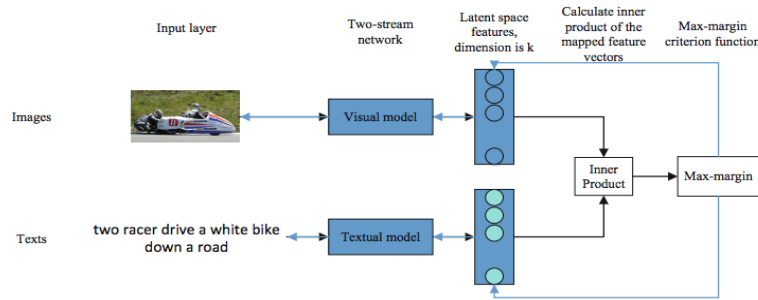 Input layer
Two-stream
network
Latent space
features,
dimension is k
Calculate inner
product of the
mapped feature
vectors
Max-margin
criterion function
Images
Visual model
Inner
Product
Max-margin
Texts
two racer drive a white bike
down a road
Textual model